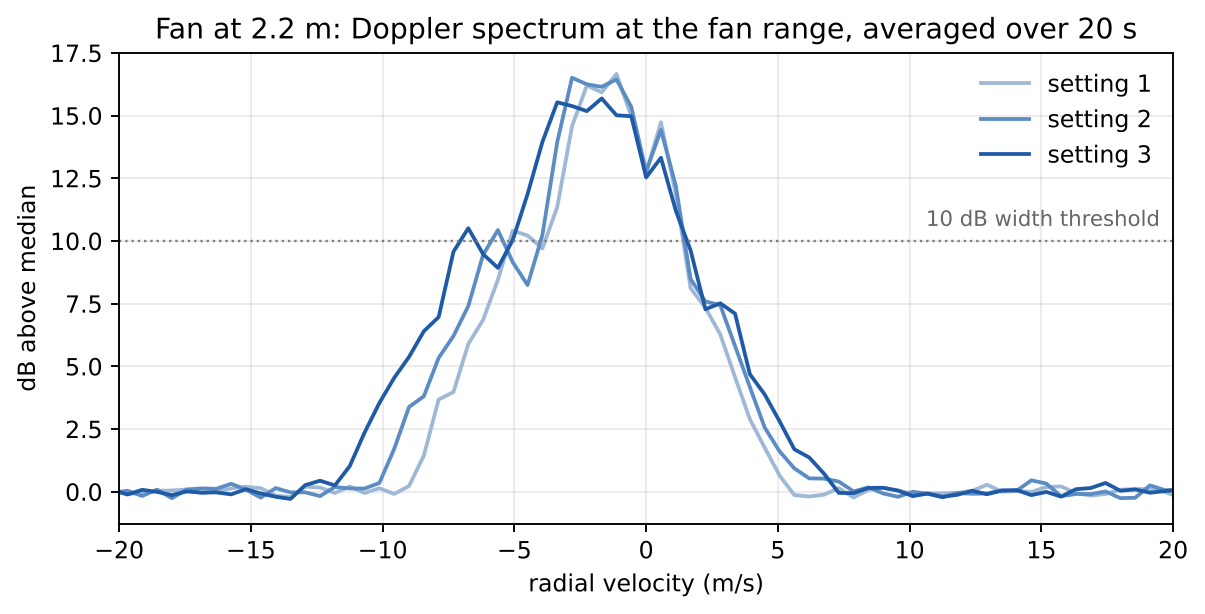 Fan at 2.2 m: Doppler spectrum at the fan range, averaged over 20 s
17.5
15.0
12.5
10.0
7.5
5.0
2.5
0.0
dB above median
setting 1
setting 2
setting 3
10 dB width threshold
−20
−15
−10
−5
0
5
10
15
20
radial velocity (m/s)